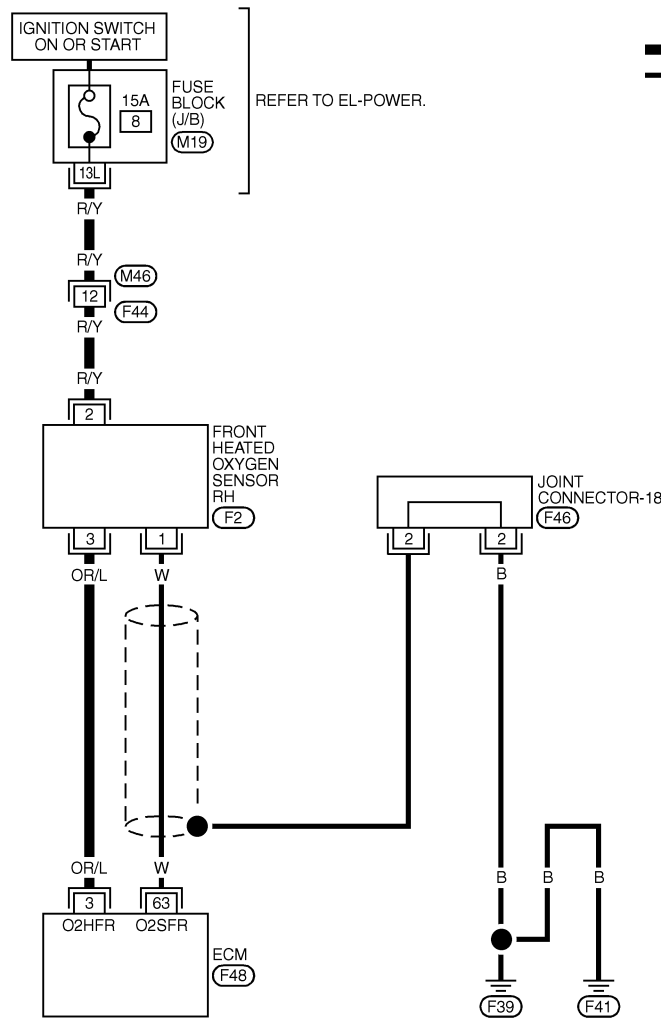 IGNITION SWITCH
ON OR START
FUSE
BLOCK
(J/B)
M19
15A
8
REFER TO EL-POWER.
13L
R/Y
R/Y
M46
12
F44
R/Y
R/Y
2
FRONT
HEATED
OXYGEN
SENSOR
RH
F2
JOINT
CONNECTOR-18
F46
3
1
2
2
OR/L
W
B
OR/L
W
B
B
B
3
63
O2HFR
O2SFR
ECM
F48
F39
F41